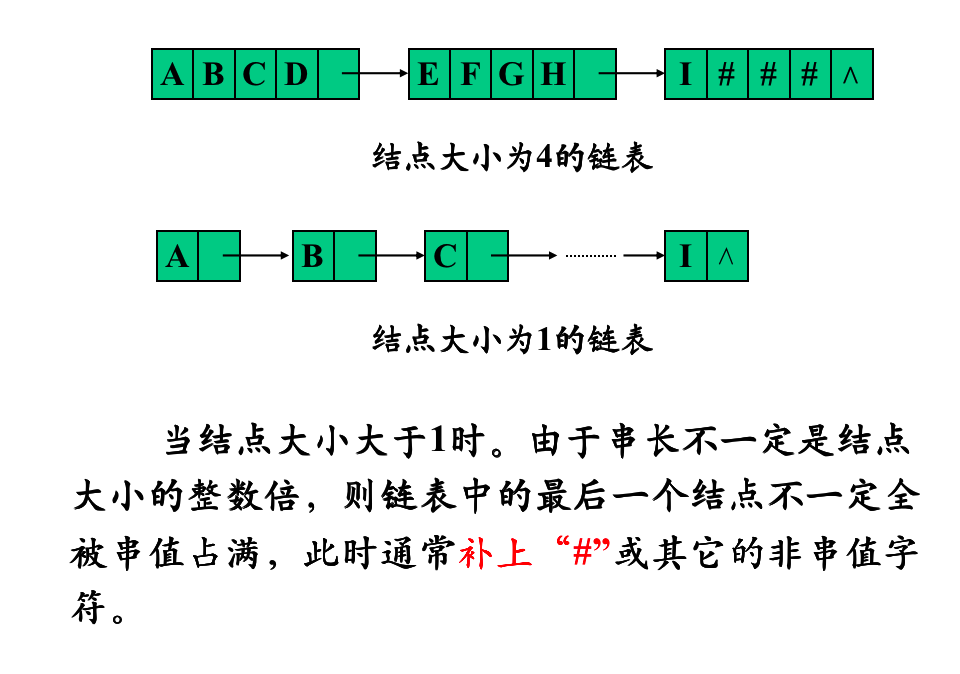 A B C D E F G H I # # # ∧
结点大小为4的链表
A B C ············ I ∧
结点大小为1的链表
当结点大小大于1时。由于串长不一定是结点
大小的整数倍，则链表中的最后一个结点不一定全
被串值占满，此时通常补上“#”或其它的非串值字
符。